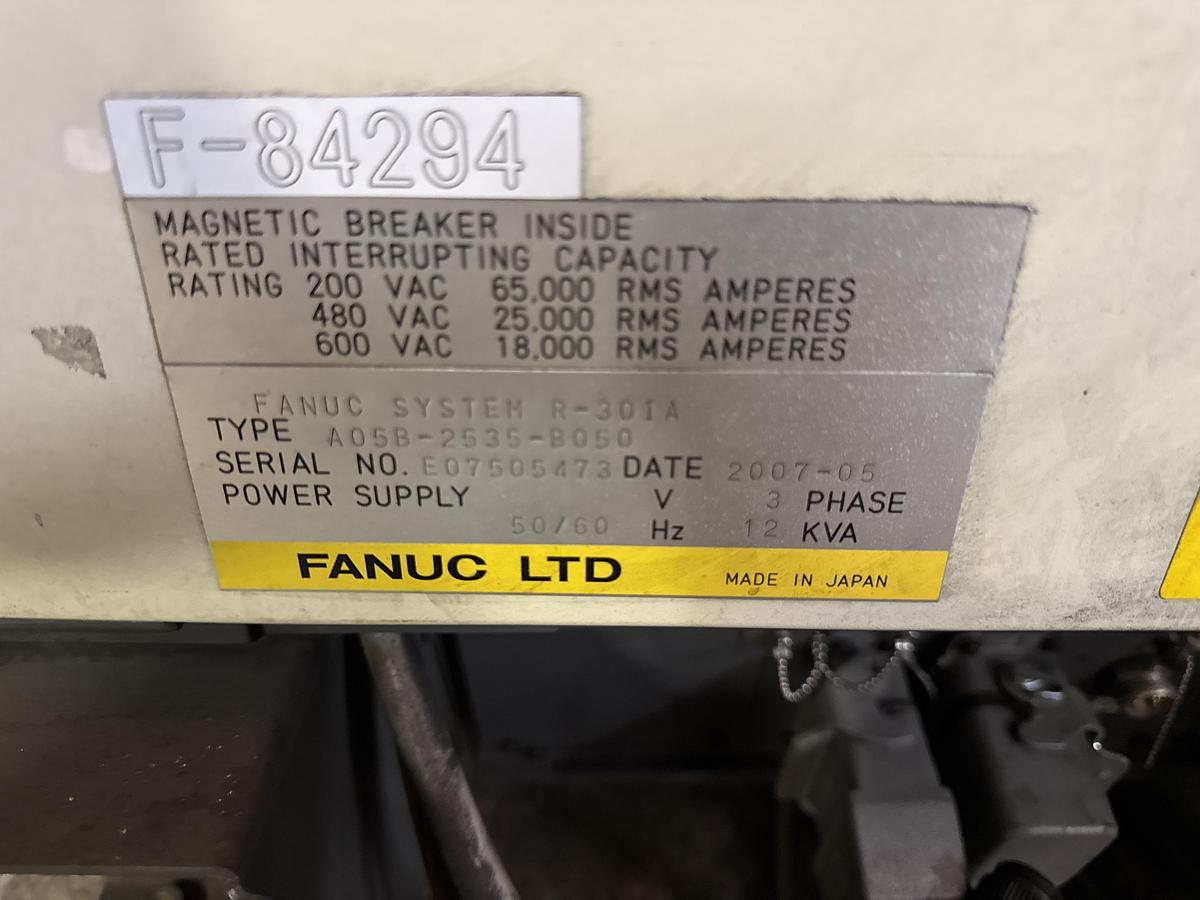 F-84294
MAGNETIC BREAKER INSIDE
RATED INTERRUPTING CAPACITY
RATING 200 VAC 65,000 RMS AMPERES
480 VAC 25,000 RMS AMPERES
600 VAC 18,000 RMS AMPERES
FANUC SYSTEM R-30IA
TYPE A05B-2535-B050
SERIAL NO. E07505473 DATE 2007-05
POWER SUPPLY V 3 PHASE
50/60 Hz 12 KVA
FANUC LTD MADE IN JAPAN